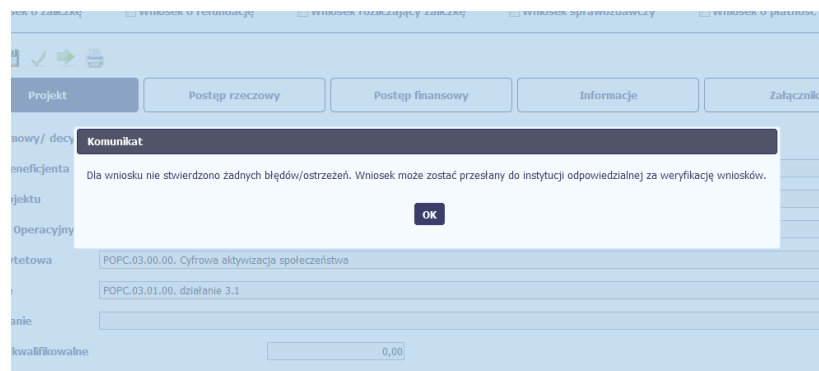 Wniosek o refundację Wniosek rozliczający zaliczkę Wniosek sprawozdawczy Wniosek o płatność
Projekt Postęp rzeczowy Postęp finansowy Informacje
Komunikat
Dla wniosku nie stwierdzono żadnych błędów/ostrzeżeń. Wniosek może zostać przesłany do instytucji odpowiedzialnej za weryfikację wniosków.
OK
Operacyjny
POPC.03.00.00. Cyfrowa aktywizacja społeczeństwa
POPC.03.01.00. działanie 3.1
kwalifikowalne 0,00